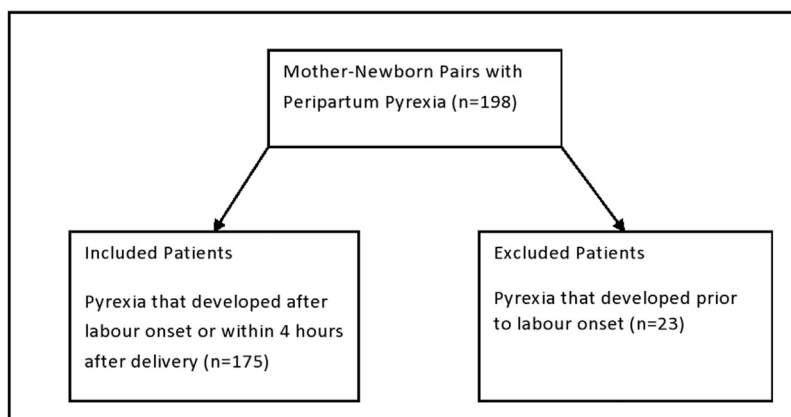 Mother-Newborn Pairs with
Peripartum Pyrexia (n=198)
Included Patients
Pyrexia that developed after
labour onset or within 4 hours
after delivery (n=175)
Excluded Patients
Pyrexia that developed prior
to labour onset (n=23)